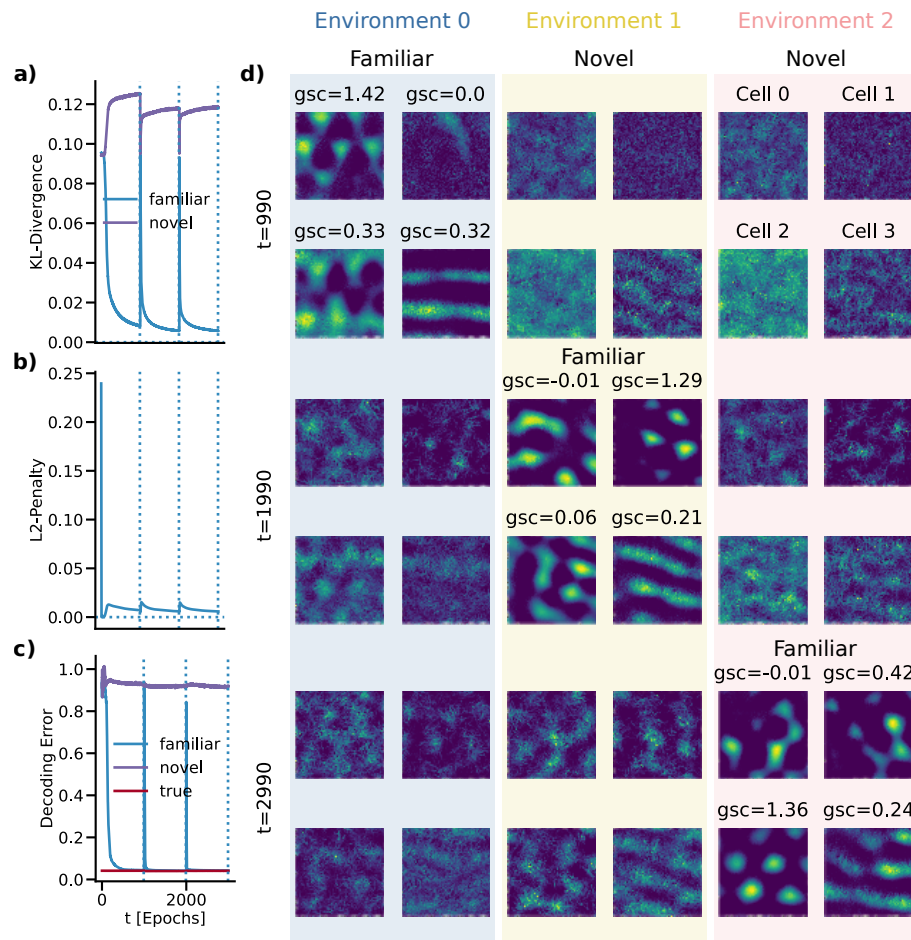 Environment 0
Environment 1
Environment 2
Familiar
Novel
Novel
a)
0.12
0.10
0.08
0.06
0.04
0.02
0.00
KL-Divergence
familiar
novel
b)
0.25
0.20
0.15
0.10
0.05
0.00
L2-Penalty
c)
1.0
0.8
0.6
0.4
0.2
0.0
Decoding Error
familiar
novel
true
0
2000
t [Epochs]
d)
t=990
gsc=1.42
gsc=0.0
Cell 0
Cell 1
gsc=0.33
gsc=0.32
Cell 2
Cell 3
t=1990
Familiar
gsc=-0.01
gsc=1.29
gsc=0.06
gsc=0.21
t=2990
Familiar
gsc=-0.01
gsc=0.42
gsc=1.36
gsc=0.24